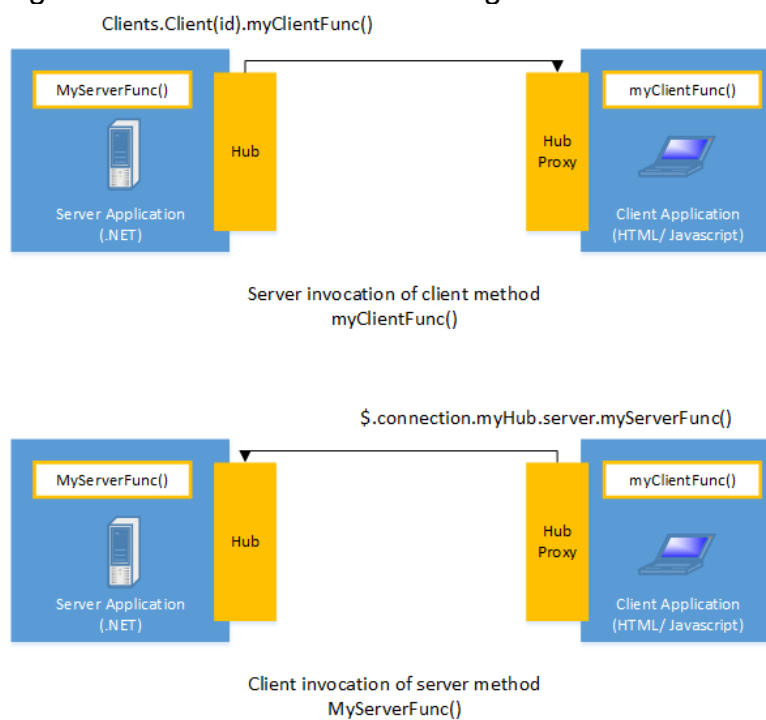 Clients.Client(id).myClientFunc()
MyServerFunc()
myClientFunc()
Hub
Hub
Proxy
Server Application
(.NET)
Client Application
(HTML/ Javascript)
Server invocation of client method
myClientFunc()
$.connection.myHub.server.myServerFunc()
MyServerFunc()
myClientFunc()
Hub
Hub
Proxy
Server Application
(.NET)
Client Application
(HTML/ Javascript)
Client invocation of server method
MyServerFunc()